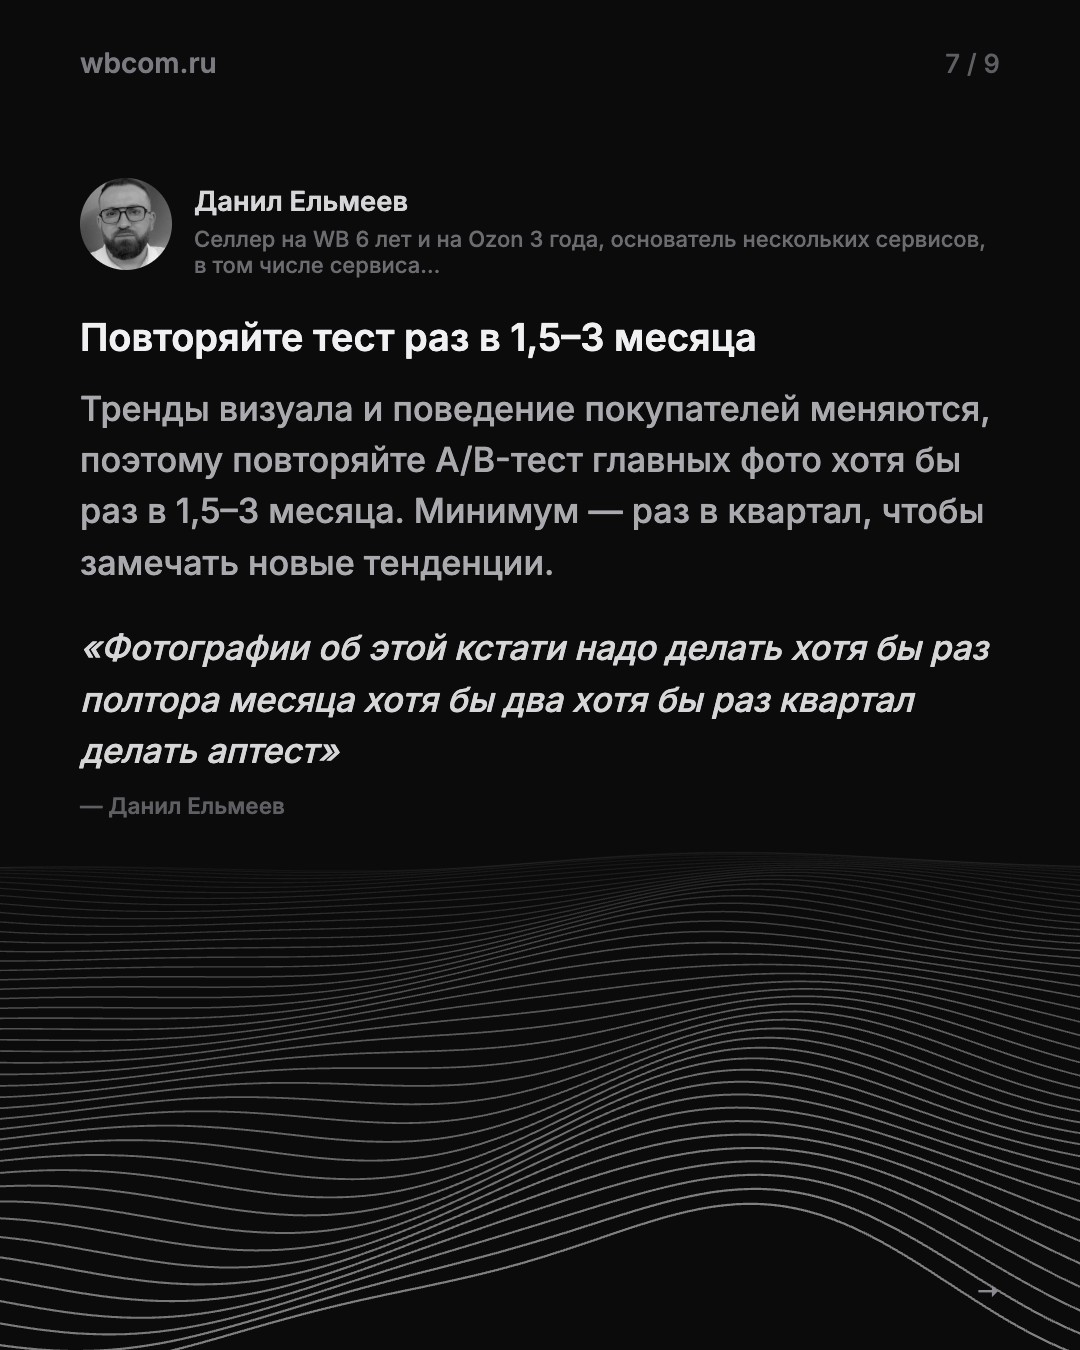 wbcom.ru
7 / 9
Данил Ельмеев
Селлер на WB 6 лет и на Ozon 3 года, основатель нескольких сервисов,
в том числе сервиса...
Повторяйте тест раз в 1,5–3 месяца
Тренды визуала и поведение покупателей меняются,
поэтому повторяйте A/B-тест главных фото хотя бы
раз в 1,5–3 месяца. Минимум — раз в квартал, чтобы
замечать новые тенденции.
«Фотографии об этой кстати надо делать хотя бы раз
полтора месяца хотя бы два хотя бы раз квартал
делать аптест»
— Данил Ельмеев
→